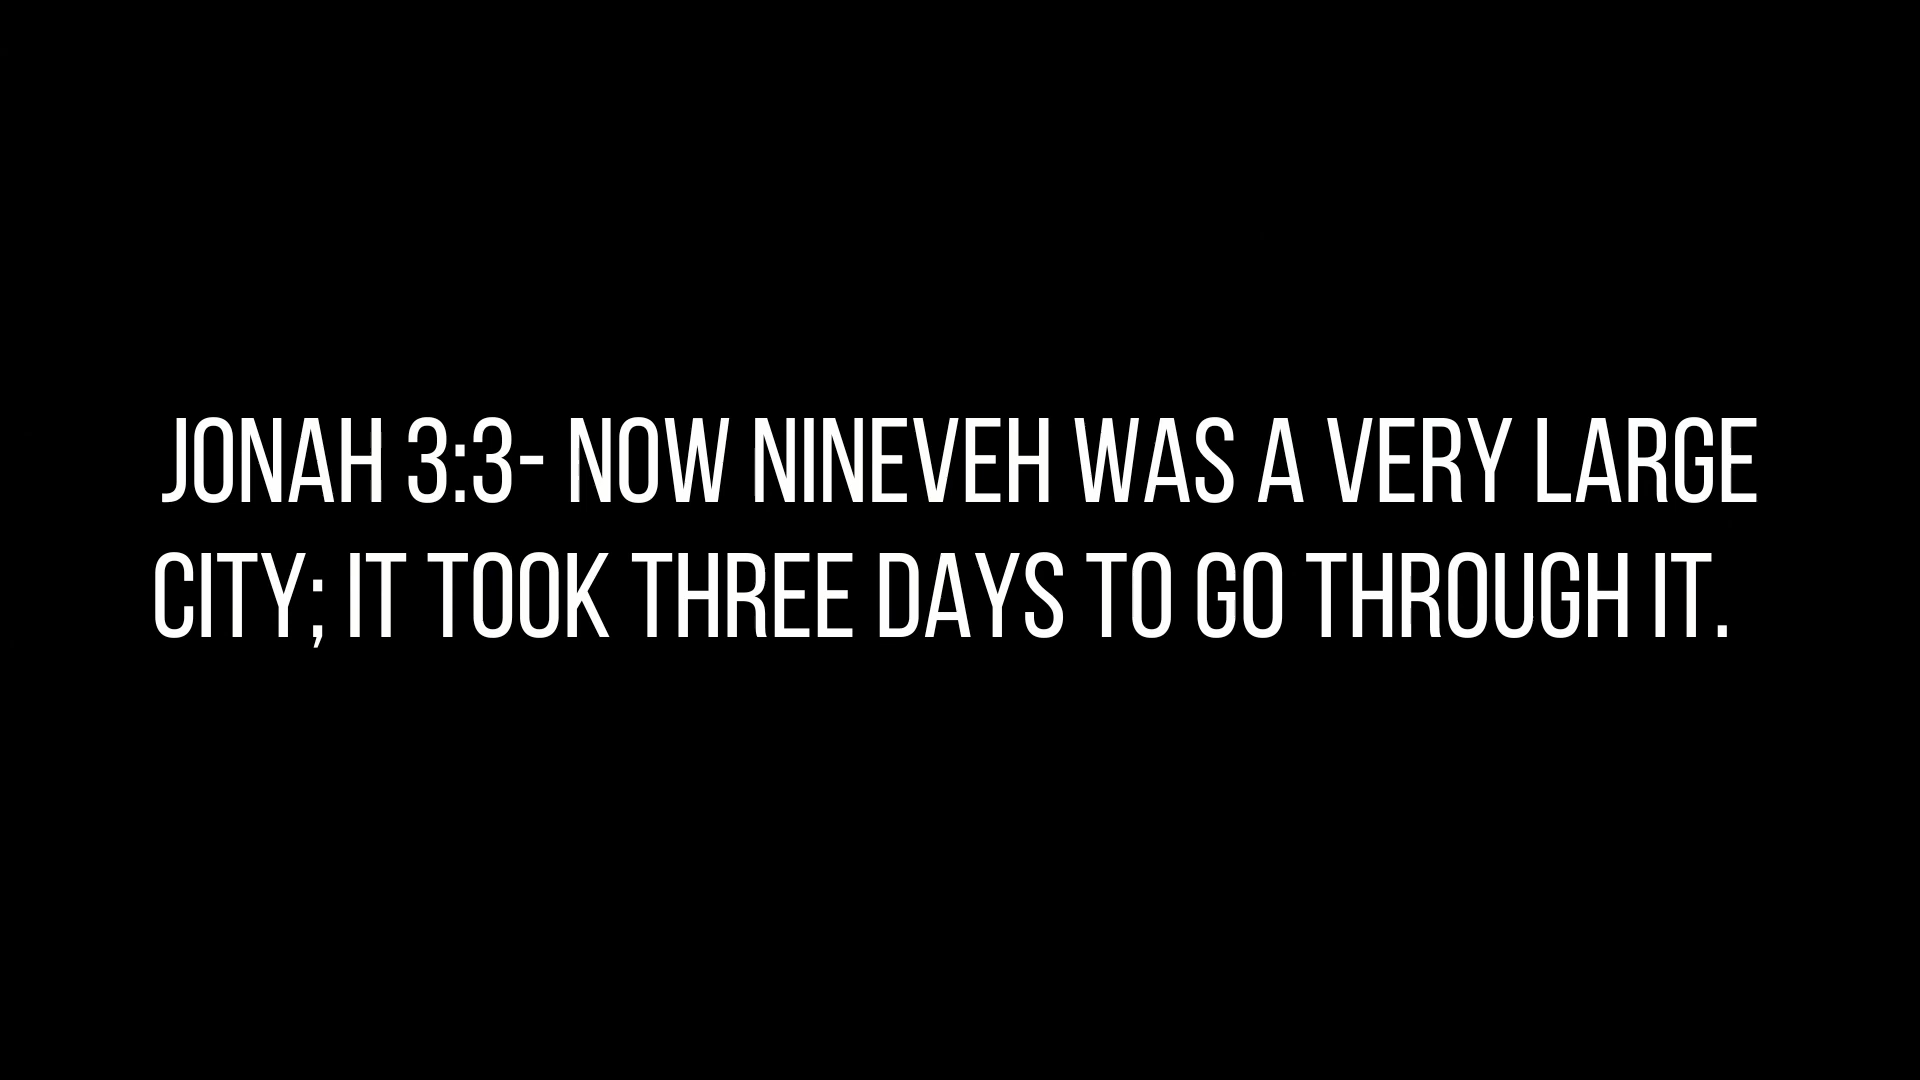 JONAH 3:3- NOW NINEVEH WAS A VERY LARGE
CITY; IT TOOK THREE DAYS TO GO THROUGH IT.